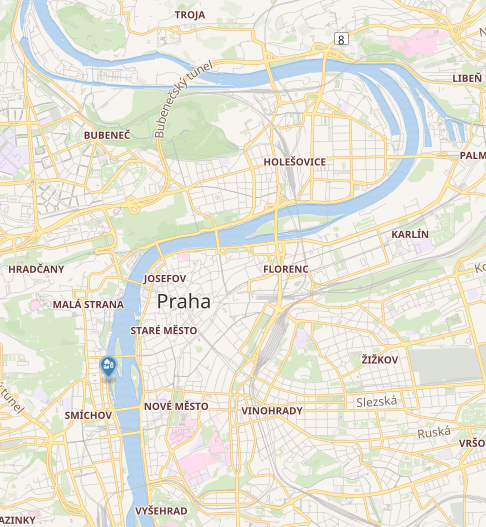 TROJA
8
LIBEŇ
Bubenečský tunel
BUBENEČ
HOLEŠOVICE
PALM
KARLÍN
HRADČANY
JOSEFOV
FLORENC
MALÁ STRANA
Praha
STARÉ MĚSTO
ŽIŽKOV
Slezská
NOVÉ MĚSTO
VINOHRADY
SMÍCHOV
Ruská
VRŠO
VYŠEHRAD
AZINKY
tunel